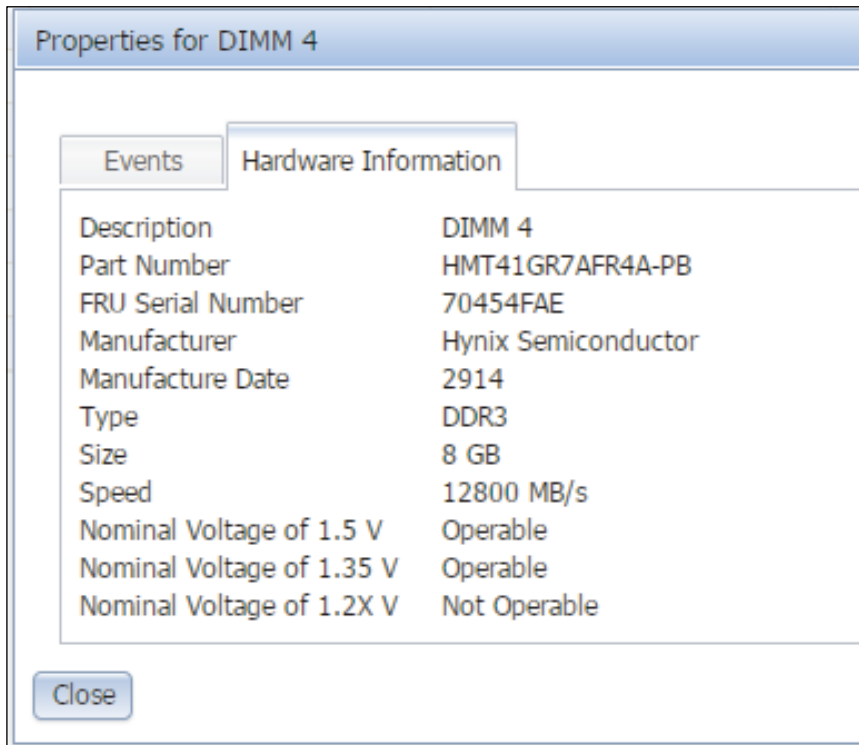 Properties for DIMM 4
Events Hardware Information
Description DIMM 4
Part Number HMT41GR7AFR4A-PB
FRU Serial Number 70454FAE
Manufacturer Hynix Semiconductor
Manufacture Date 2914
Type DDR3
Size 8 GB
Speed 12800 MB/s
Nominal Voltage of 1.5 V Operable
Nominal Voltage of 1.35 V Operable
Nominal Voltage of 1.2X V Not Operable
Close